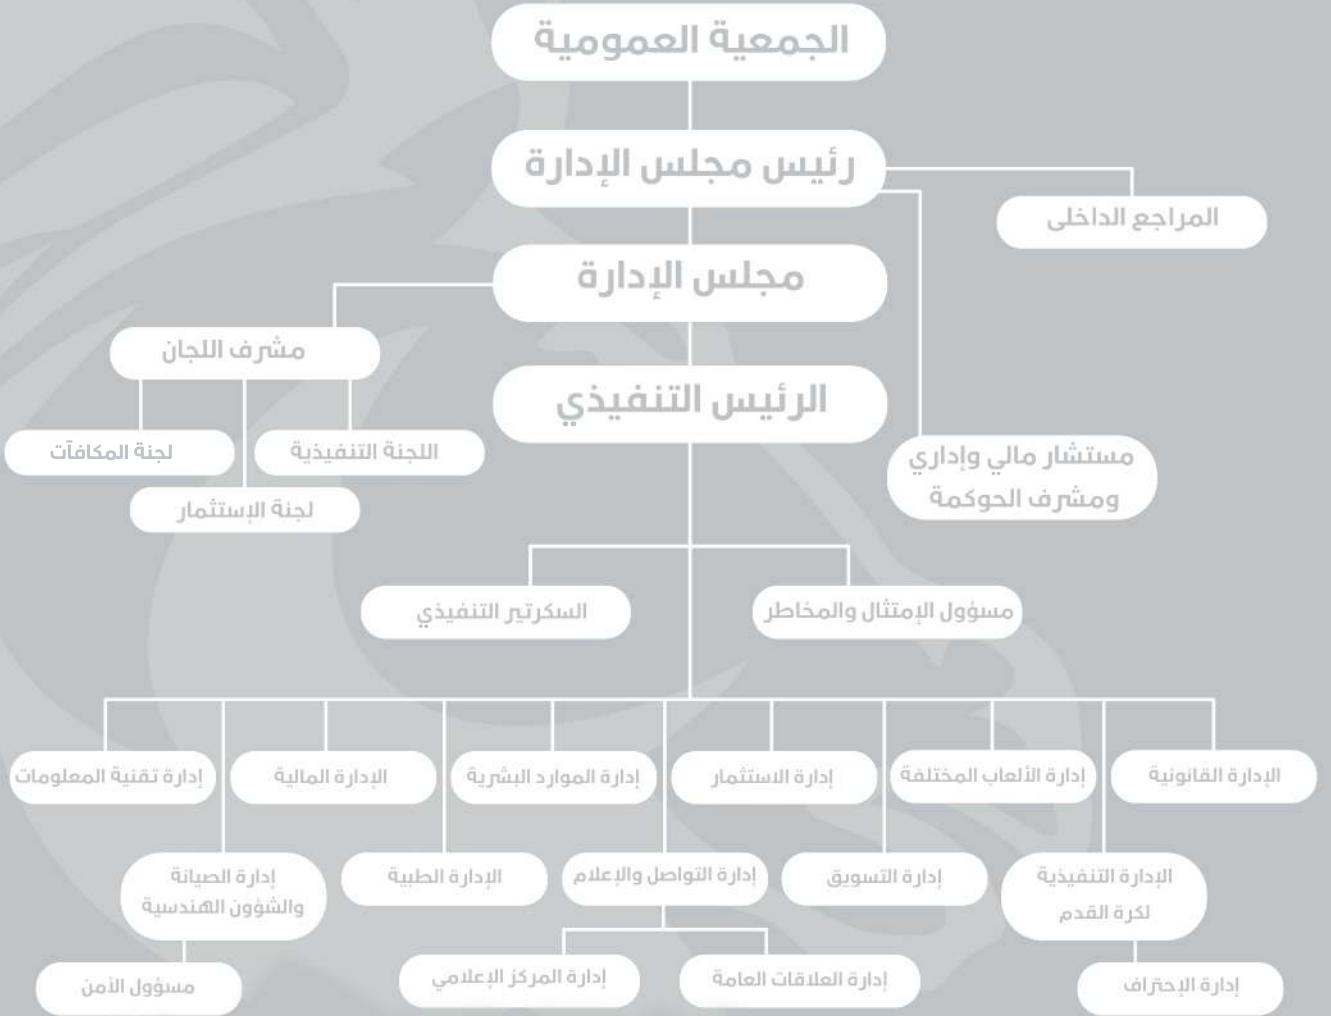 الجمعية العمومية
رئيس مجلس الإدارة
المراجع الداخلى
مجلس الإدارة
مشرف اللجان
الرئيس التنفيذي
اللجنة التنفيذية
لجنة المكافآت
لجنة الإستثمار
مستشار مالي وإداري
ومشرف الحوكمة
مسؤول الإمتثال والمخاطر
السكرتير التنفيذي
الإدارة القانونية
إدارة الألعاب المختلفة
إدارة الاستثمار
إدارة الموارد البشرية
الإدارة المالية
إدارة تقنية المعلومات
الإدارة التنفيذية
لكرة القدم
إدارة التسويق
إدارة التواصل والإعلام
الإدارة الطبية
إدارة الصيانة
والشؤون الهندسية
إدارة الإحتراف
إدارة العلاقات العامة
إدارة المركز الإعلامي
مسؤول الأمن